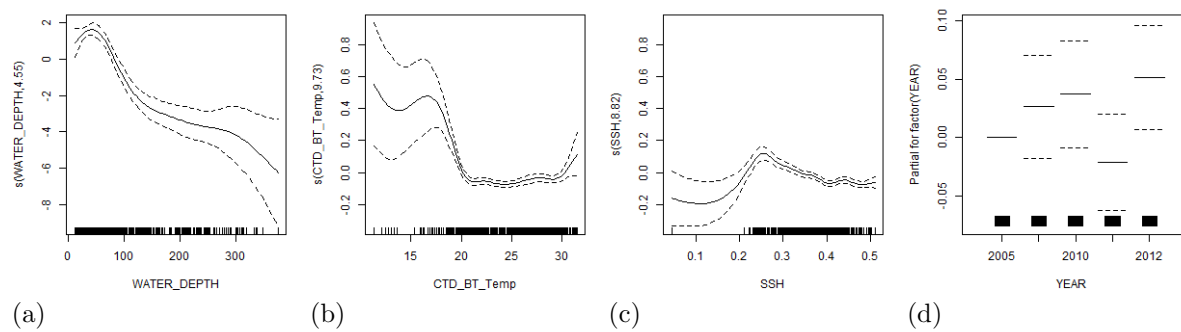 s(WATER_DEPTH,4.55)
2
0
-2
-4
-6
-8
0 100 200 300
WATER_DEPTH
(a)
s(CTD_BT_Temp,9.73)
0.8
0.6
0.4
0.2
0.0
-0.2
15 20 25 30
CTD_BT_Temp
(b)
s(SSH,8.82)
0.8
0.6
0.4
0.2
0.0
-0.2
0.1 0.2 0.3 0.4 0.5
SSH
(c)
Partial for factor(YEAR)
0.10
0.05
0.00
-0.05
2005 2010 2012
YEAR
(d)